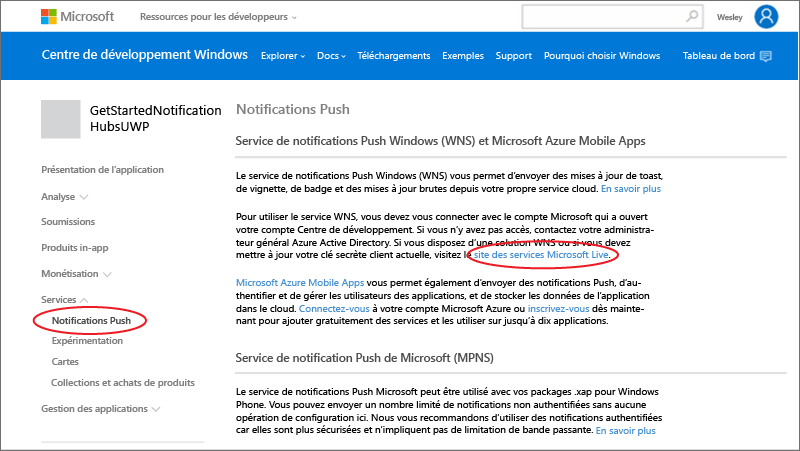 Microsoft
Ressources pour les développeurs
Wesley
Centre de développement Windows
Explorer
Docs
Téléchargements
Exemples
Support
Pourquoi choisir Windows
Tableau de bord
GetStartedNotification
HubsUWP
Présentation de l'application
Analyse
Soumissions
Produits in-app
Monétisation
Services
Notifications Push
Expérimentation
Cartes
Collections et achats de produits
Gestion des applications
Notifications Push
Service de notifications Push Windows (WNS) et Microsoft Azure Mobile Apps
Le service de notifications Push Windows (WNS) vous permet d'envoyer des mises à jour de toast,
de vignette, de badge et des mises à jour brutes depuis votre propre service cloud. En savoir plus
Pour utiliser le service WNS, vous devez vous connecter avec le compte Microsoft qui a ouvert
votre compte Centre de développement. Si vous n'y avez pas accès, contactez votre administra-
teur général Azure Active Directory. Si vous disposez d'une solution WNS ou si vous devez
mettre à jour votre clé secrète client actuelle, visitez le site des services Microsoft Live.
Microsoft Azure Mobile Apps vous permet également d'envoyer des notifications Push, d'au-
thentifier et de gérer les utilisateurs des applications, et de stocker les données de l'application
dans le cloud. Connectez-vous à votre compte Microsoft Azure ou inscrivez-vous dès mainte-
nant pour ajouter gratuitement des services et les utiliser sur jusqu'à dix applications.
Service de notification Push de Microsoft (MPNS)
Le service de notifications Push Microsoft peut être utilisé avec vos packages .xap pour Windows
Phone. Vous pouvez envoyer un nombre limité de notifications non authentifiées sans aucune
opération de configuration ici. Nous vous recommandons d'utiliser des notifications authentifiées
car elles sont plus sécurisées et n'impliquent pas de limitation de bande passante. En savoir plus